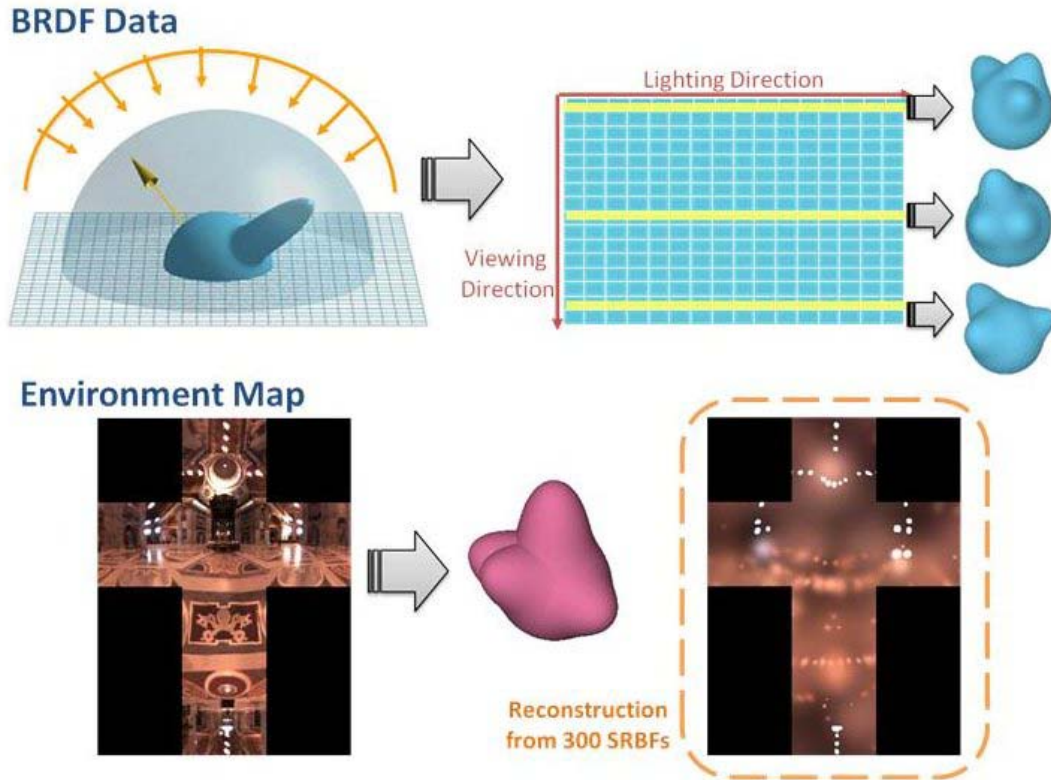 BRDF Data
Lighting Direction
Viewing
Direction
Environment Map
Reconstruction
from 300 SRBFs